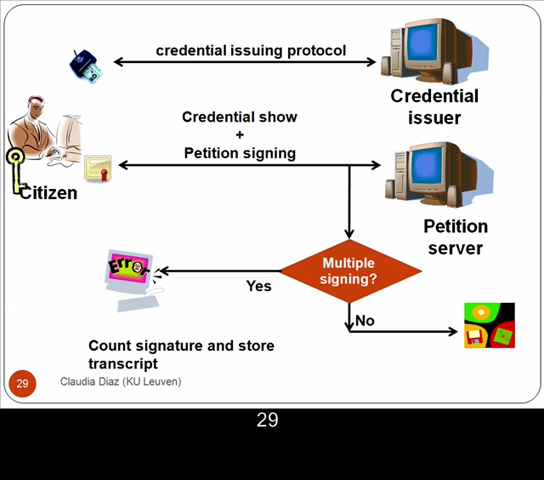 credential issuing protocol
Credential
issuer
Credential show
+
Petition signing
Citizen
Petition
server
Multiple
signing?
Error
Yes
No
Count signature and store
transcript
29
Claudia Diaz (KU Leuven)
29